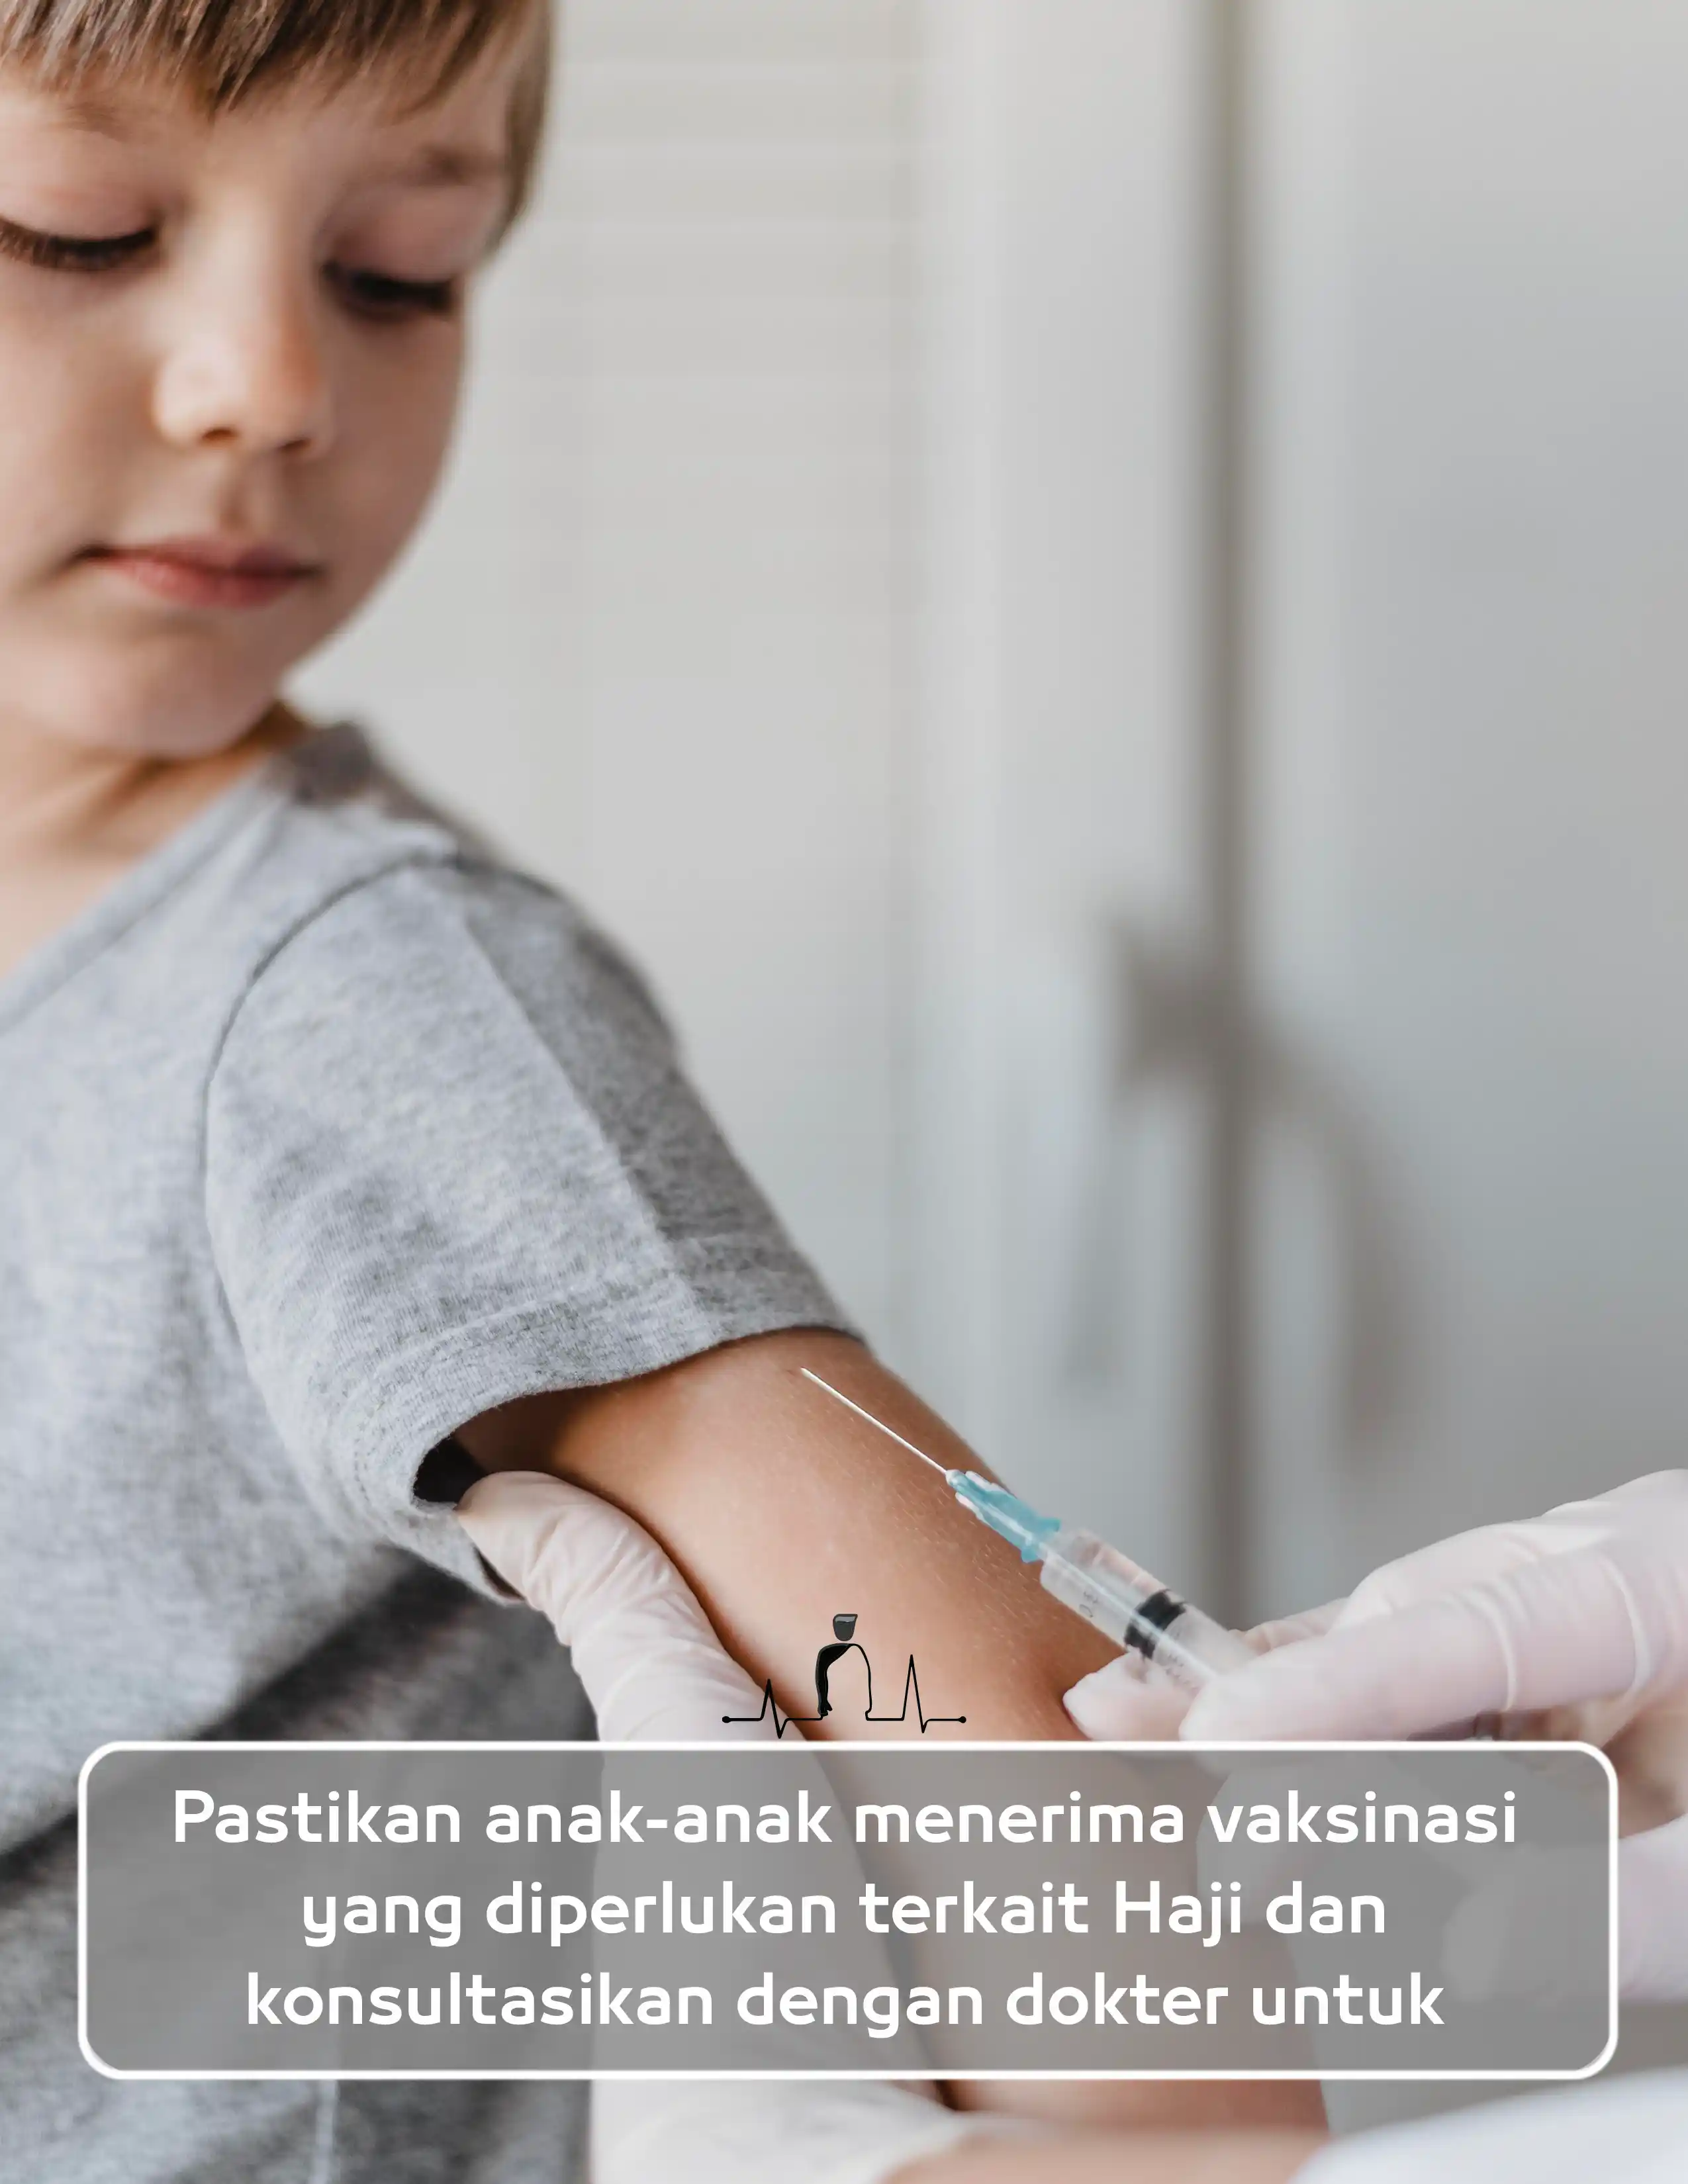 Pastikan anak-anak menerima vaksinasi
yang diperlukan terkait Haji dan
konsultasikan dengan dokter untuk